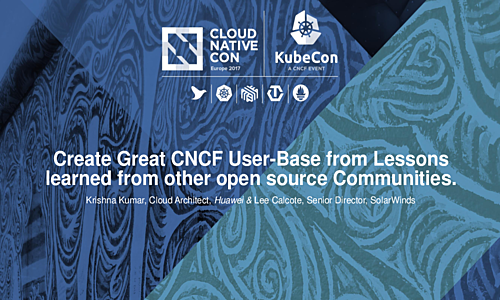 CLOUD
NATIVE
CON
Europe 2017
KubeCon
A CNCF EVENT
Create Great CNCF User-Base from Lessons
learned from other open source Communities.
Krishna Kumar, Cloud Architect, Huawei & Lee Calcote, Senior Director, SolarWinds